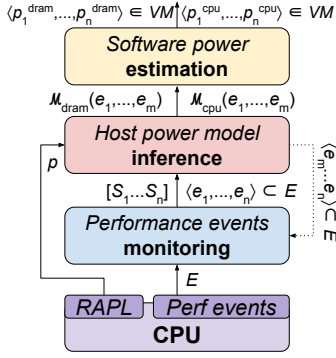 ⟨p₁ᵈʳᵃᵐ,...,pₙᵈʳᵃᵐ⟩ ∈ VM ⟨p₁ᶜᵖᵘ,...,pₙᶜᵖᵘ⟩ ∈ VM
Software power
estimation
ℳdram(e₁,...,eₘ) ℳcpu(e₁,...,eₘ)
Host power model
inference
p
[S₁...Sₙ] ⟨e₁,...,eₙ⟩ ⊂ E
⟨eₘ...eₙ⟩ ⊂ E
Performance events
monitoring
E
RAPL Perf events
CPU